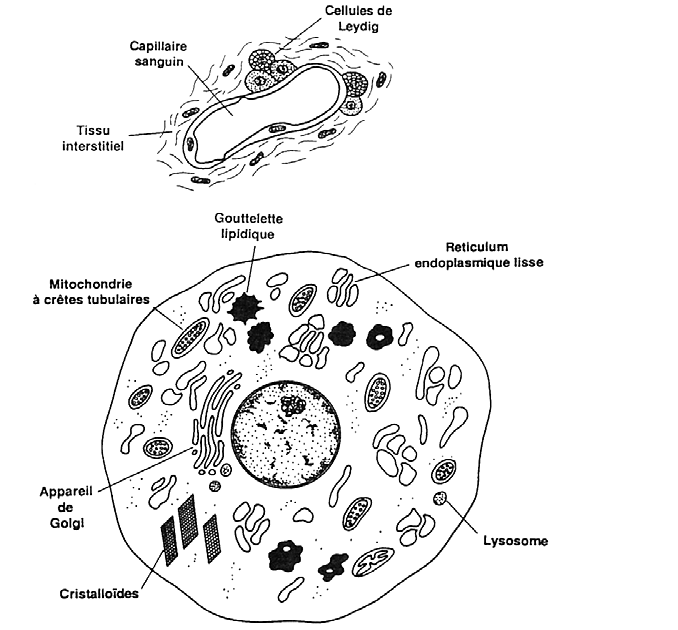 Cellules de
Leydig
Capillaire
sanguin
Tissu
interstitiel
Gouttelette
lipidique
Reticulum
endoplasmique lisse
Mitochondrie
à crêtes tubulaires
Appareil
de
Golgi
Lysosome
Cristalloïdes